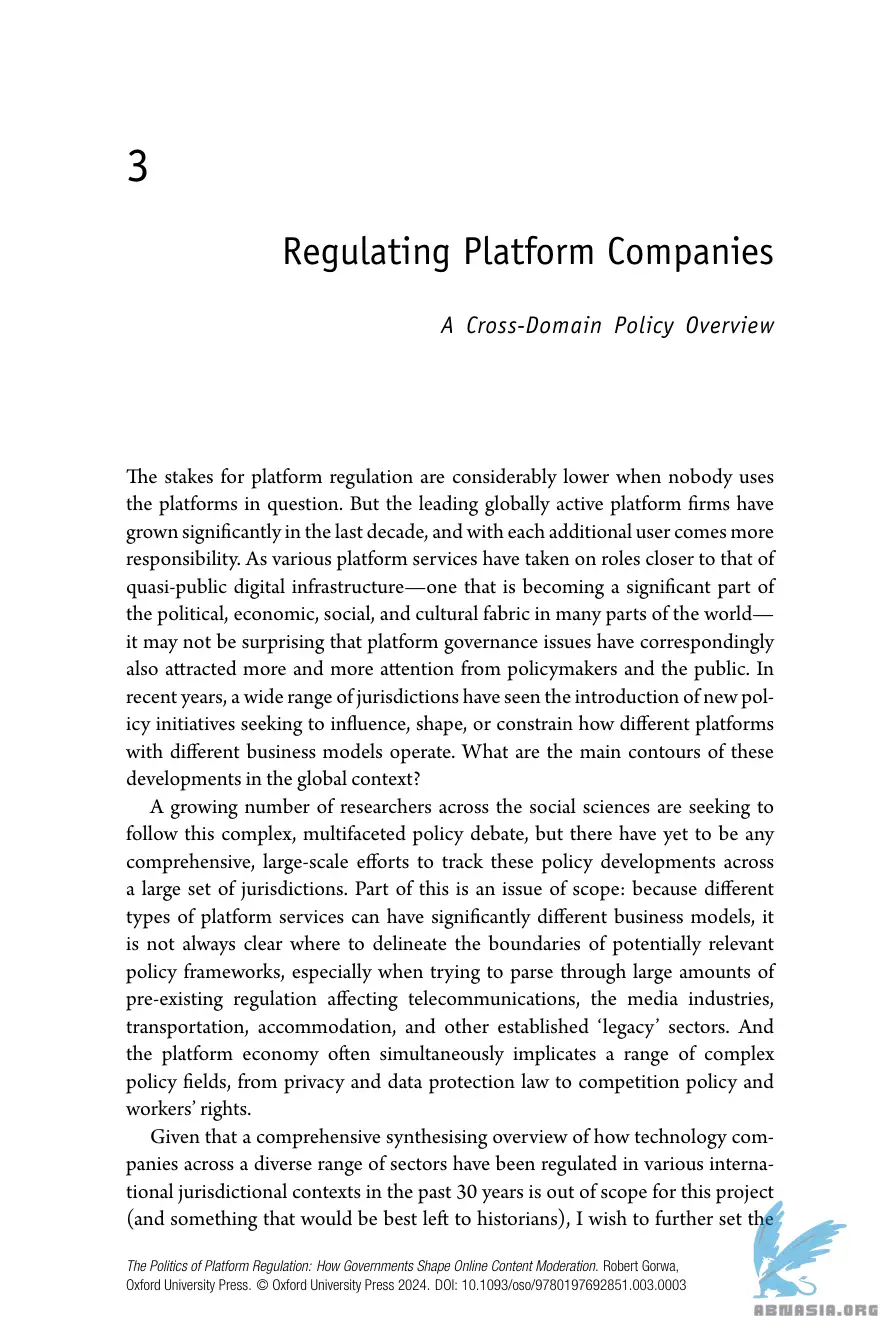 3
Regulating Platform Companies
A Cross-Domain Policy Overview
The stakes for platform regulation are considerably lower when nobody uses
the platforms in question. But the leading globally active platform firms have
grown significantly in the last decade, and with each additional user comes more
responsibility. As various platform services have taken on roles closer to that of
quasi-public digital infrastructure—one that is becoming a significant part of
the political, economic, social, and cultural fabric in many parts of the world—
it may not be surprising that platform governance issues have correspondingly
also attracted more and more attention from policymakers and the public. In
recent years, a wide range of jurisdictions have seen the introduction of new pol-
icy initiatives seeking to influence, shape, or constrain how different platforms
with different business models operate. What are the main contours of these
developments in the global context?
A growing number of researchers across the social sciences are seeking to
follow this complex, multifaceted policy debate, but there have yet to be any
comprehensive, large-scale efforts to track these policy developments across
a large set of jurisdictions. Part of this is an issue of scope: because different
types of platform services can have significantly different business models, it
is not always clear where to delineate the boundaries of potentially relevant
policy frameworks, especially when trying to parse through large amounts of
pre-existing regulation affecting telecommunications, the media industries,
transportation, accommodation, and other established ‘legacy’ sectors. And
the platform economy often simultaneously implicates a range of complex
policy fields, from privacy and data protection law to competition policy and
workers’ rights.
Given that a comprehensive synthesising overview of how technology com-
panies across a diverse range of sectors have been regulated in various interna-
tional jurisdictional contexts in the past 30 years is out of scope for this project
(and something that would be best left to historians), I wish to further set the
The Politics of Platform Regulation: How Governments Shape Online Content Moderation. Robert Gorwa,
Oxford University Press. © Oxford University Press 2024. DOI: 10.1093/oso/9780197692851.003.0003
ABNASIA.ORG